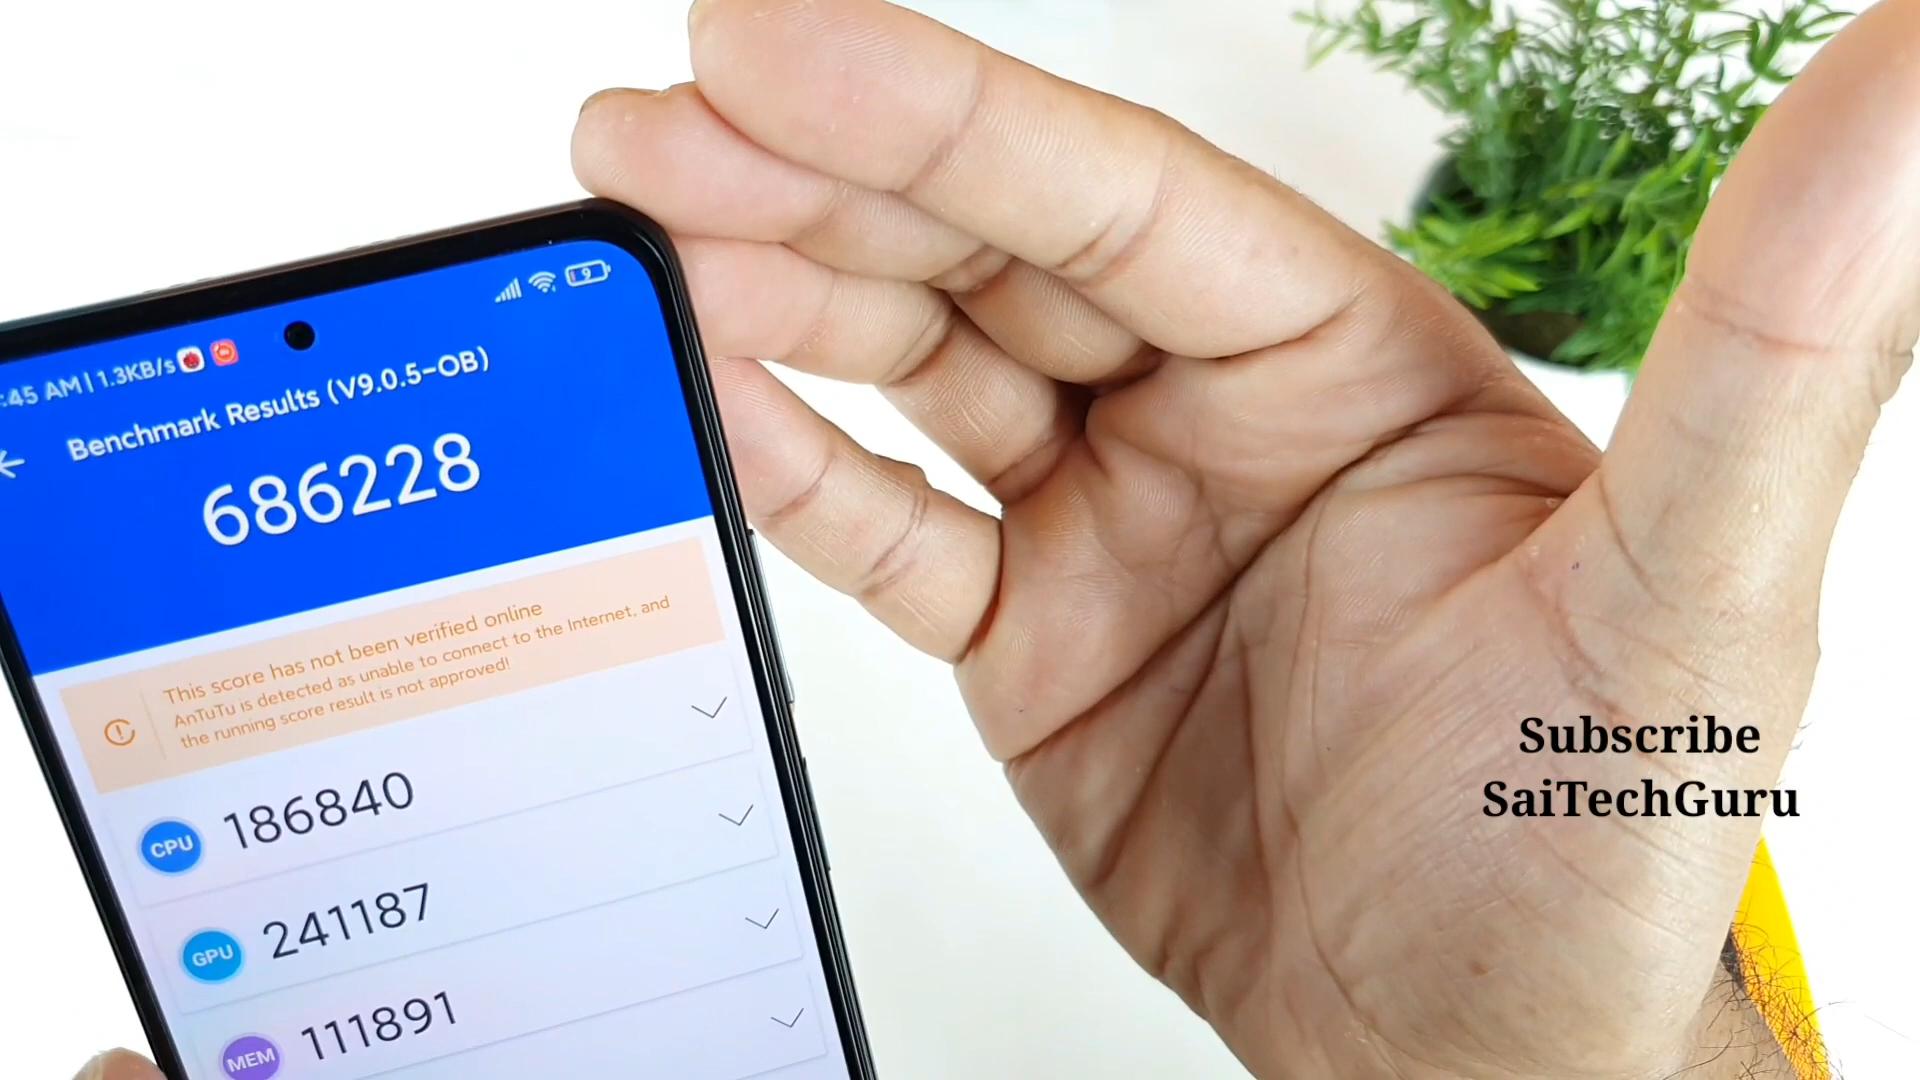 :45 AM | 1.3KB/s
9
Benchmark Results (V9.0.5-OB)
686228
This score has not been verified online
AnTuTu is detected as unable to connect to the Internet, and
the running score result is not approved!
CPU 186840
GPU 241187
MEM 111891
Subscribe
SaiTechGuru